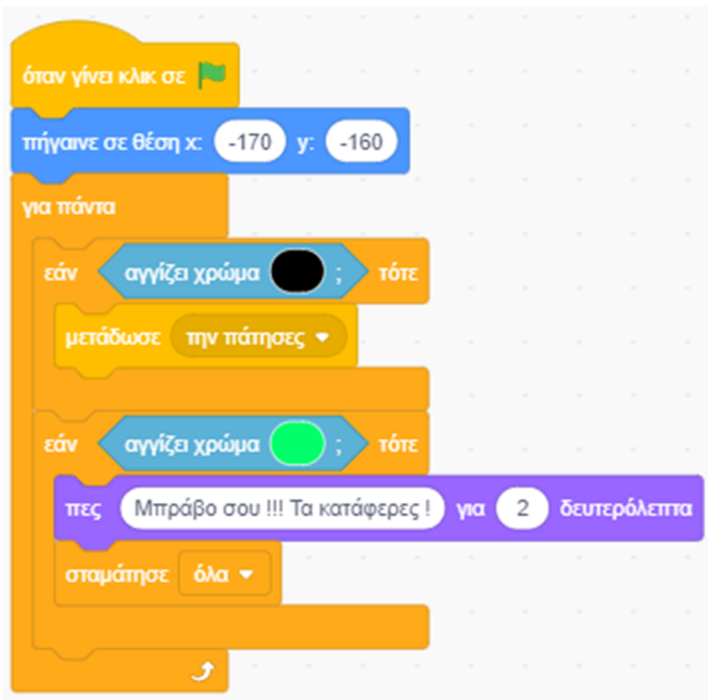 όταν γίνει κλικ σε
πήγαινε σε θέση x: -170 y: -160
για πάντα
εάν αγγίζει χρώμα ; τότε
μετάδωσε την πάτησες
εάν αγγίζει χρώμα ; τότε
πες Μπράβο σου !!! Τα κατάφερες ! για 2 δευτερόλεπτα
σταμάτησε όλα